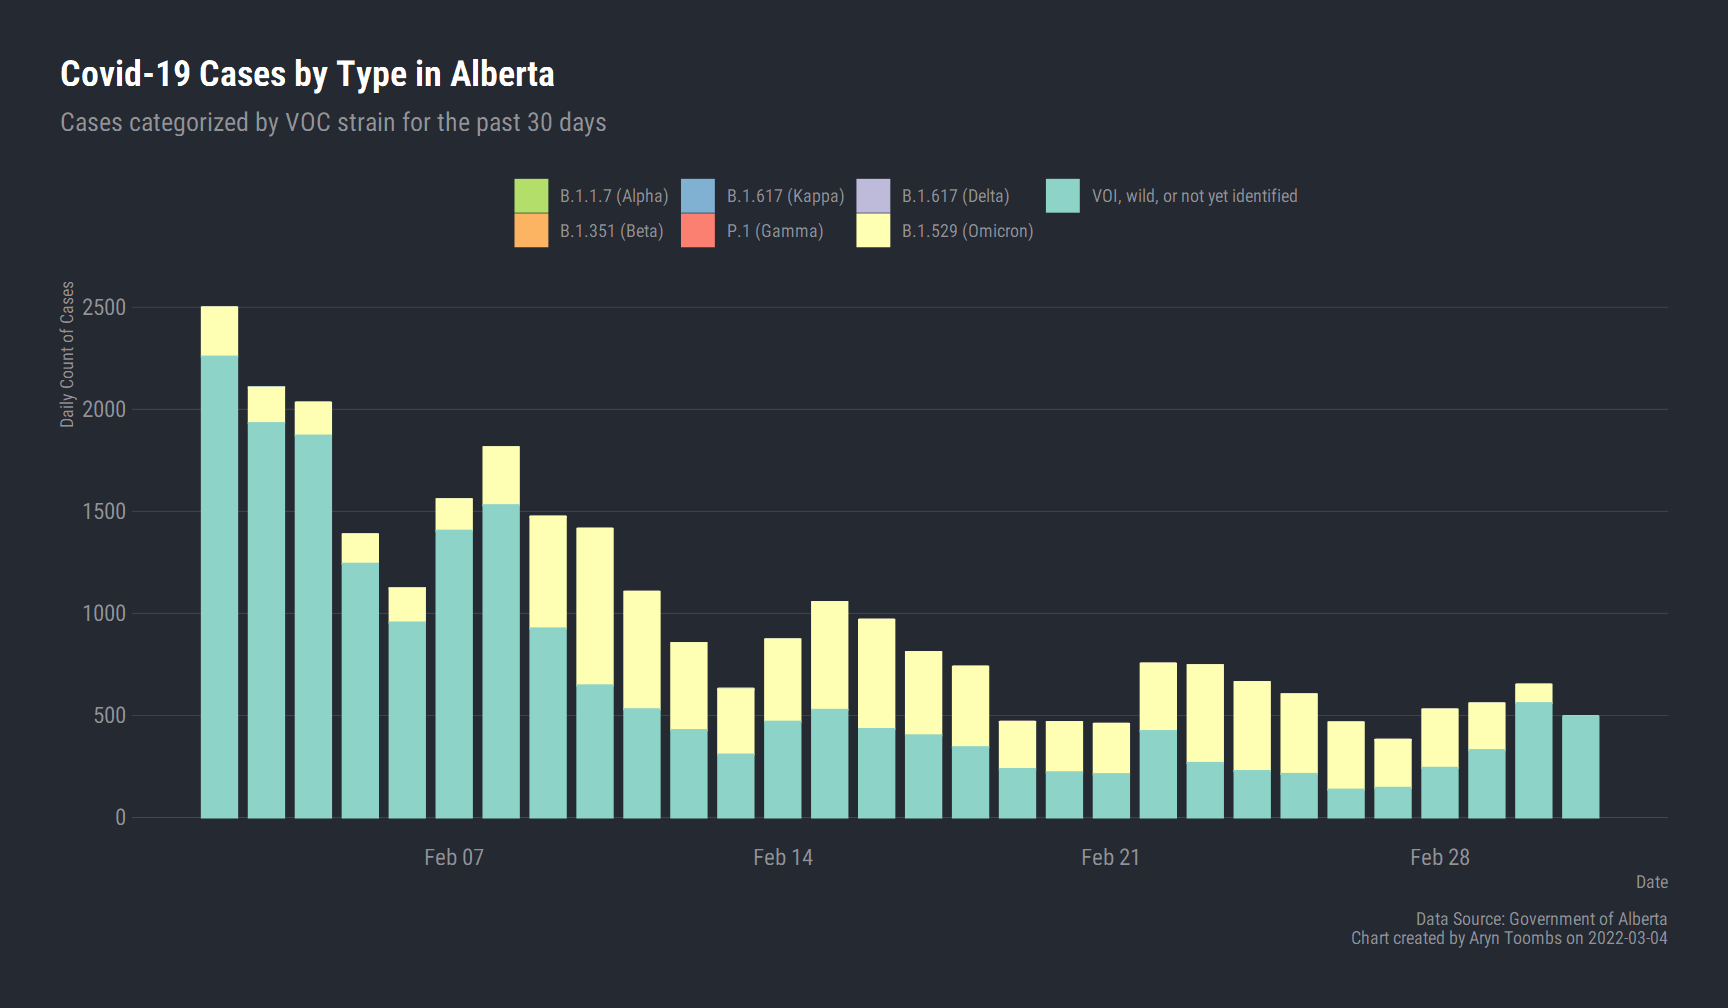 Covid-19 Cases by Type in Alberta
Cases categorized by VOC strain for the past 30 days
B.1.1.7 (Alpha) B.1.617 (Kappa) B.1.617 (Delta) VOI, wild, or not yet identified
B.1.351 (Beta) P.1 (Gamma) B.1.529 (Omicron)
Daily Count of Cases
2500
2000
1500
1000
500
0
Feb 07 Feb 14 Feb 21 Feb 28
Date
Data Source: Government of Alberta
Chart created by Aryn Toombs on 2022-03-04